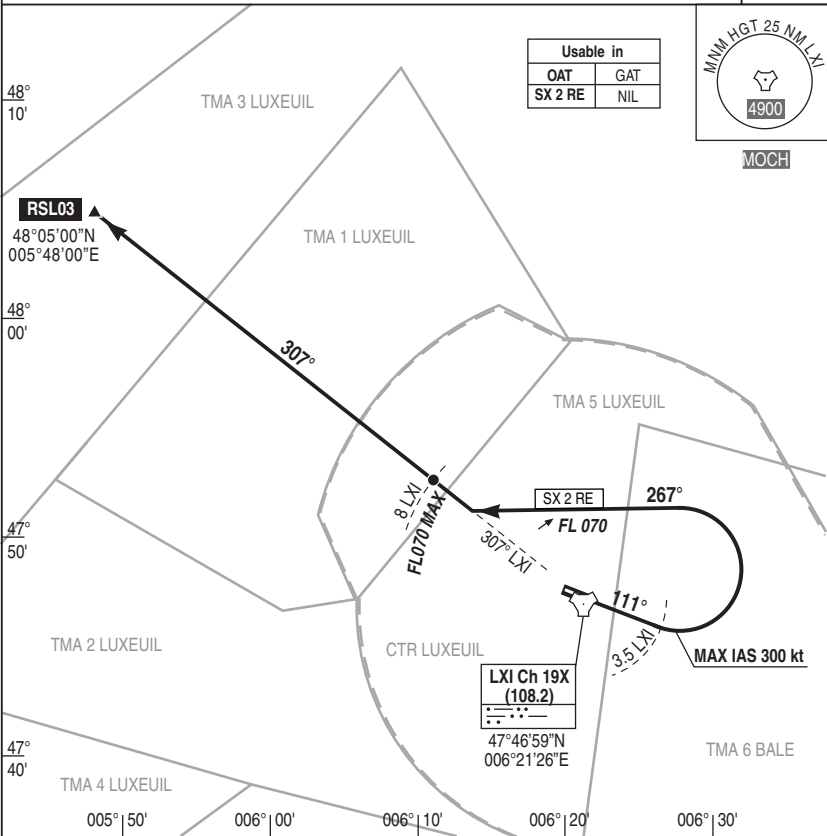 MNM HGT 25 NM LXI
4900
MOCH
Usable in
OAT GAT
SX 2 RE NIL
48°
10'
TMA 3 LUXEUIL
RSL03
48°05'00"N
005°48'00"E
TMA 1 LUXEUIL
48°
00'
307°
TMA 5 LUXEUIL
8 LXI
FL070 MAX
SX 2 RE
267°
FL 070
47°
50'
307° LXI
111°
3.5 LXI
MAX IAS 300 kt
TMA 2 LUXEUIL
CTR LUXEUIL
LXI Ch 19X
(108.2)
47°46'59"N
006°21'26"E
TMA 6 BALE
47°
40'
TMA 4 LUXEUIL
005° 50' 006° 00' 006° 10' 006° 20' 006° 30'